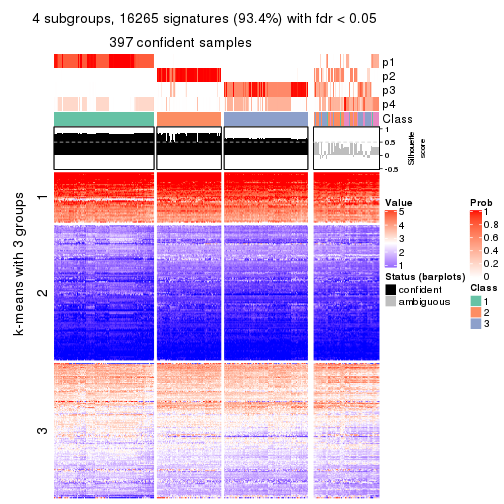 4 subgroups, 16265 signatures (93.4%) with fdr < 0.05
397 confident samples
p1
p2
p3
p4
Class
1
0.5
0
-0.5
Silhouette
score
k-means with 3 groups
1
2
3
Value
5
4
3
2
1
Status (barplots)
confident
ambiguous
Prob
1
0.8
0.6
0.4
0.2
0
Class
1
2
3